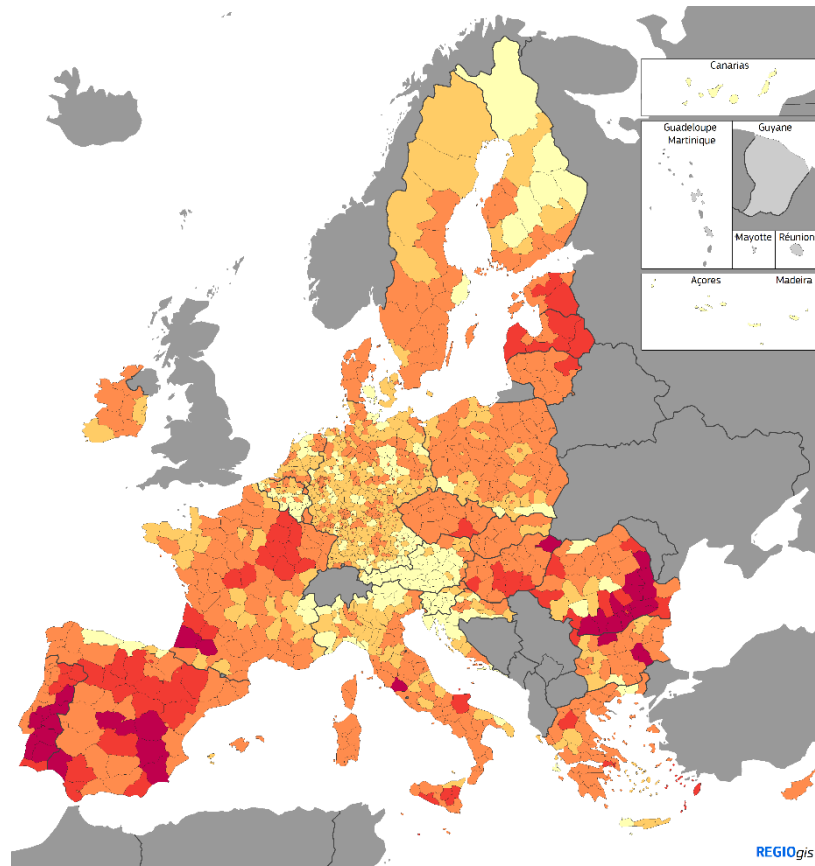 Canarias
Guadeloupe
Martinique
Guyane
Mayotte
Réunion
Açores
Madeira
REGIOgis